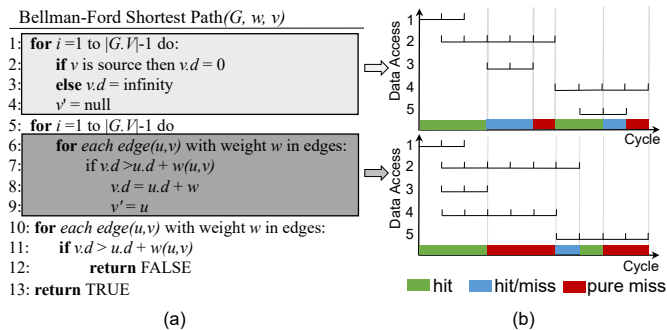 Bellman-Ford Shortest Path(G, w, v)
1: for i =1 to |G.V|-1 do:
2: if v is source then v.d = 0
3: else v.d = infinity
4: v' = null
5: for i=1 to |G.V|-1 do
6: for each edge(u,v) with weight w in edges:
7: if v.d >u.d + w(u,v)
8: v.d = u.d + w
9: v' = u
10: for each edge(u,v) with weight w in edges:
11: if v.d > u.d + w(u,v)
12: return FALSE
13: return TRUE
(a)
Data Access
1
2
3
4
5
Cycle
Data Access
1
2
3
4
5
Cycle
hit hit/miss pure miss
(b)